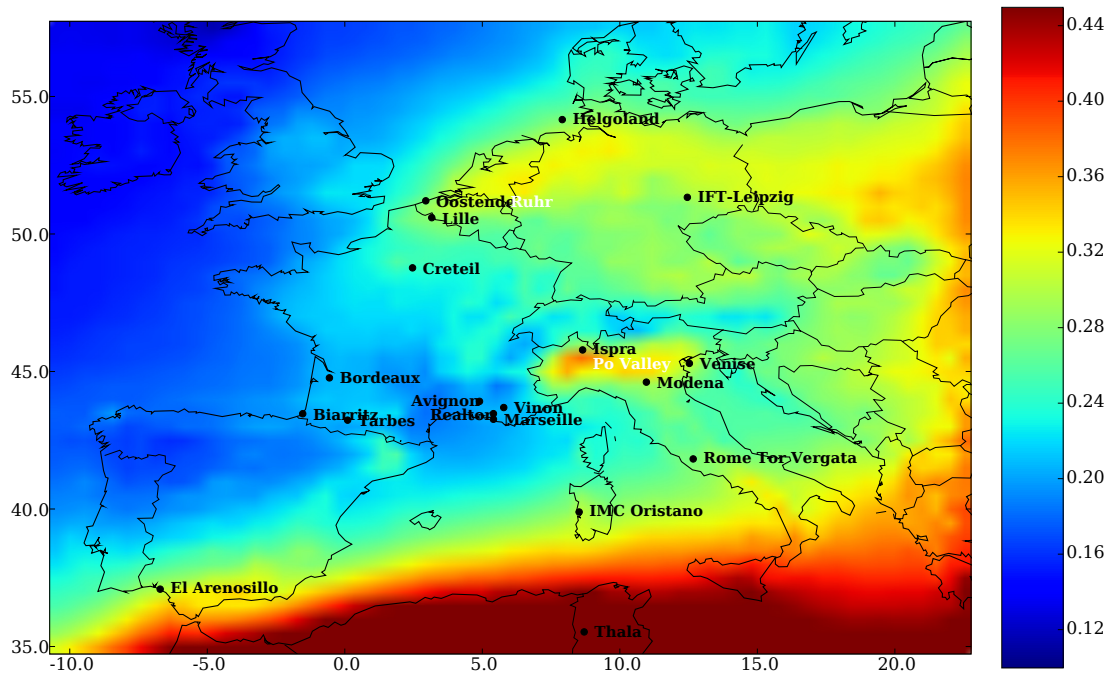 55.0
50.0
45.0
40.0
35.0
-10.0
-5.0
0.0
5.0
10.0
15.0
20.0
Helgoland
Oostende
Ruhr
IFT-Leipzig
Lille
Creteil
Ispra
Po Valley
Venise
Bordeaux
Modena
Avignon
Vinon
Biarritz
Realtor
Tarbes
Marseille
Rome Tor Vergata
IMC Oristano
El Arenosillo
Thala
0.44
0.40
0.36
0.32
0.28
0.24
0.20
0.16
0.12